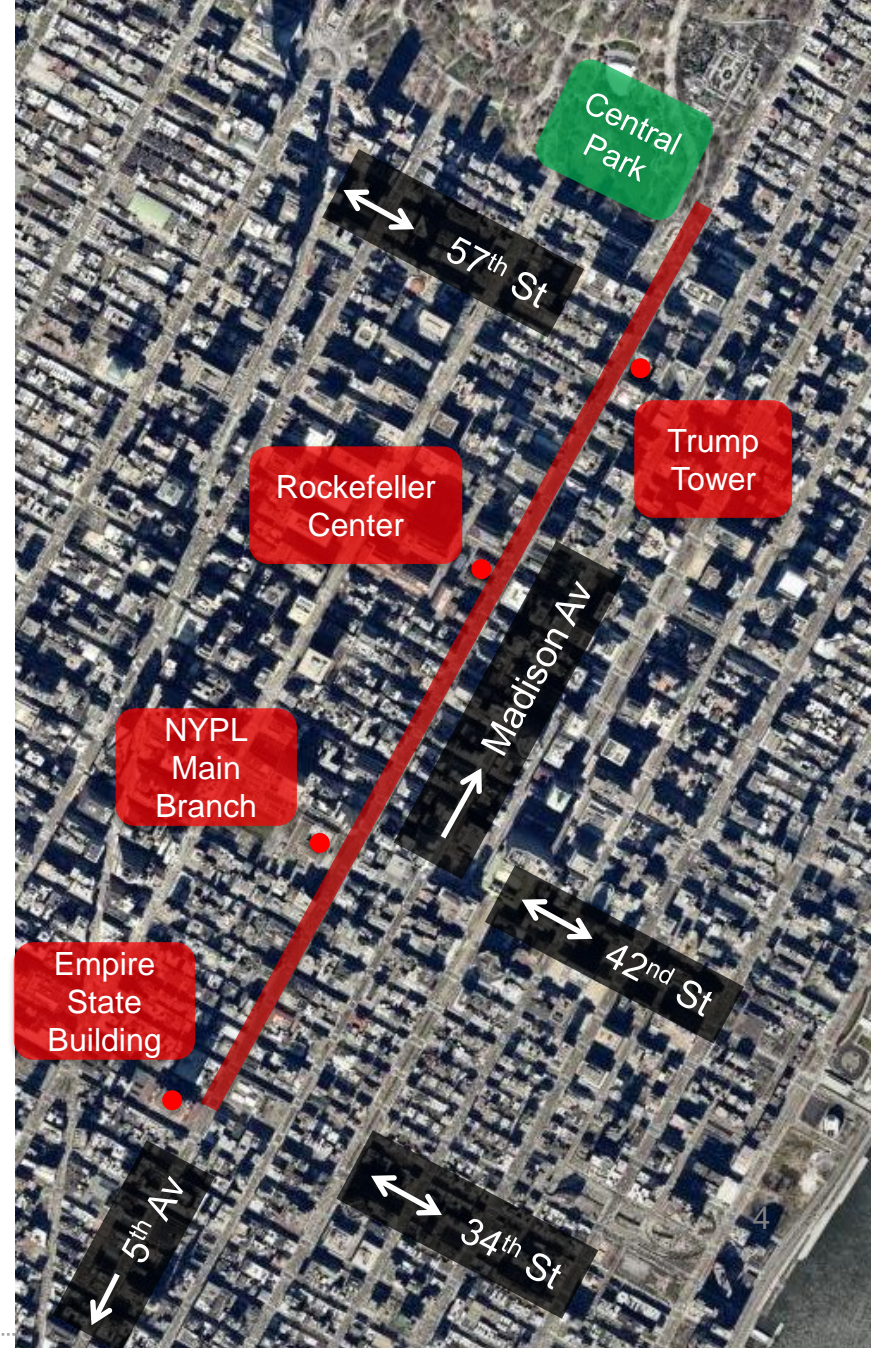 Central
Park
57th St
Trump
Tower
Rockefeller
Center
Madison Av
NYPL
Main
Branch
42nd St
Empire
State
Building
5th Av
34th St
4